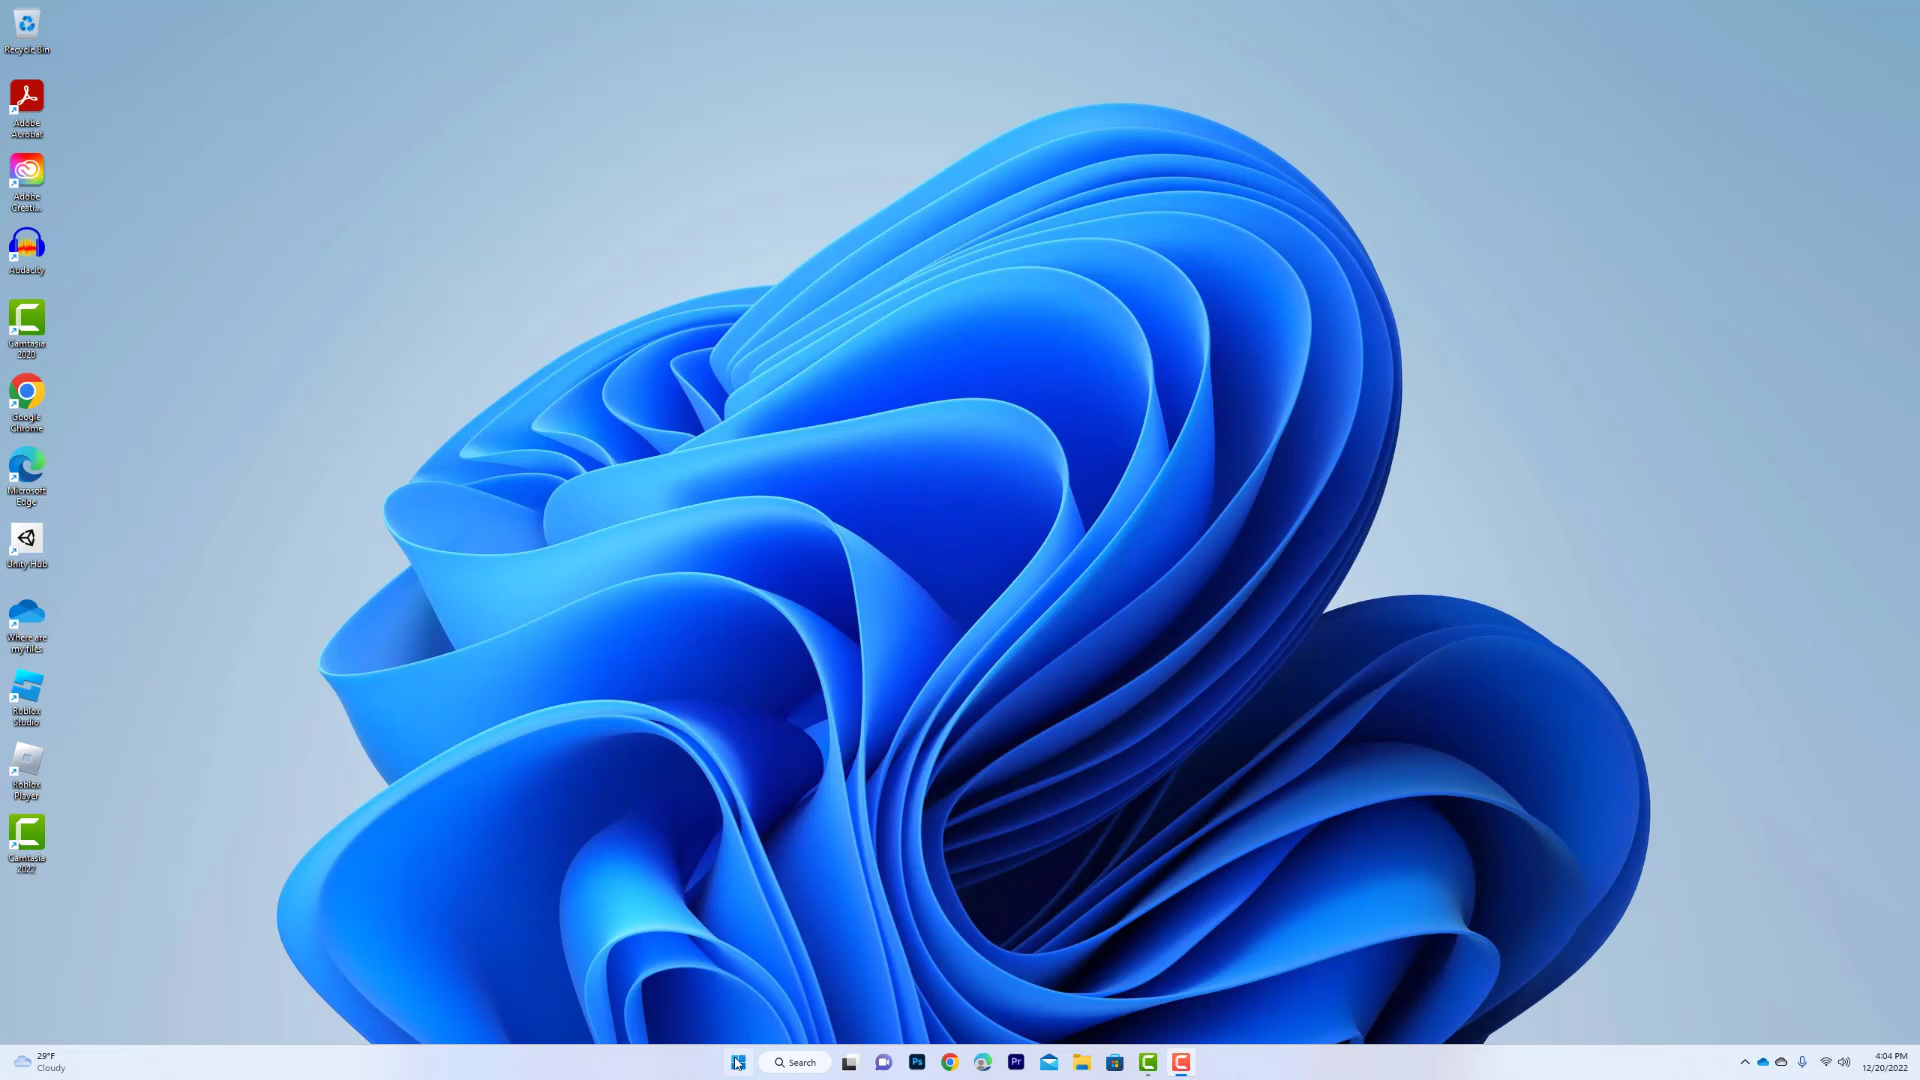 Recycle Bin
Adobe
Acrobat
Adobe
Creati...
Audacity
Camtasia
2020
Google
Chrome
Microsoft
Edge
Unity Hub
Where are
my files
Roblox
Studio
Roblox
Player
Camtasia
2022
29°F
Cloudy
Search
Ps
Pr
4:04 PM
12/20/2022